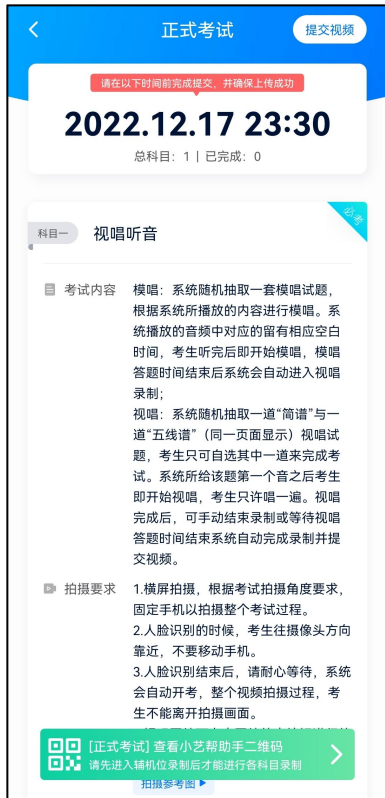 正式考试
提交视频
请在以下时间前完成提交，并确保上传成功
2022.12.17 23:30
总科目：1 | 已完成：0
必考
科目一 视唱听音
考试内容 模唱：系统随机抽取一套模唱试题，
根据系统所播放的内容进行模唱。系
统播放的音频中对应的留有相应空白
时间，考生听完后即开始模唱，模唱
答题时间结束后系统会自动进入视唱
录制；
视唱：系统随机抽取一道“简谱”与一
道“五线谱”（同一页面显示）视唱试
题，考生只可自选其中一道来完成考
试。系统所给该题第一个音之后考生
即开始视唱，考生只许唱一遍。视唱
完成后，可手动结束录制或等待视唱
答题时间结束系统自动完成录制并提
交视频。
拍摄要求 1.横屏拍摄，根据考试拍摄角度要求，
固定手机以拍摄整个考试过程。
2.人脸识别的时候，考生往摄像头方向
靠近，不要移动手机。
3.人脸识别结束后，请耐心等待，系统
会自动开考，整个视频拍摄过程，考
生不能离开拍摄画面。
[正式考试] 查看小艺帮助手二维码
请先进入辅机位录制后才能进行各科目录制
拍摄参考图